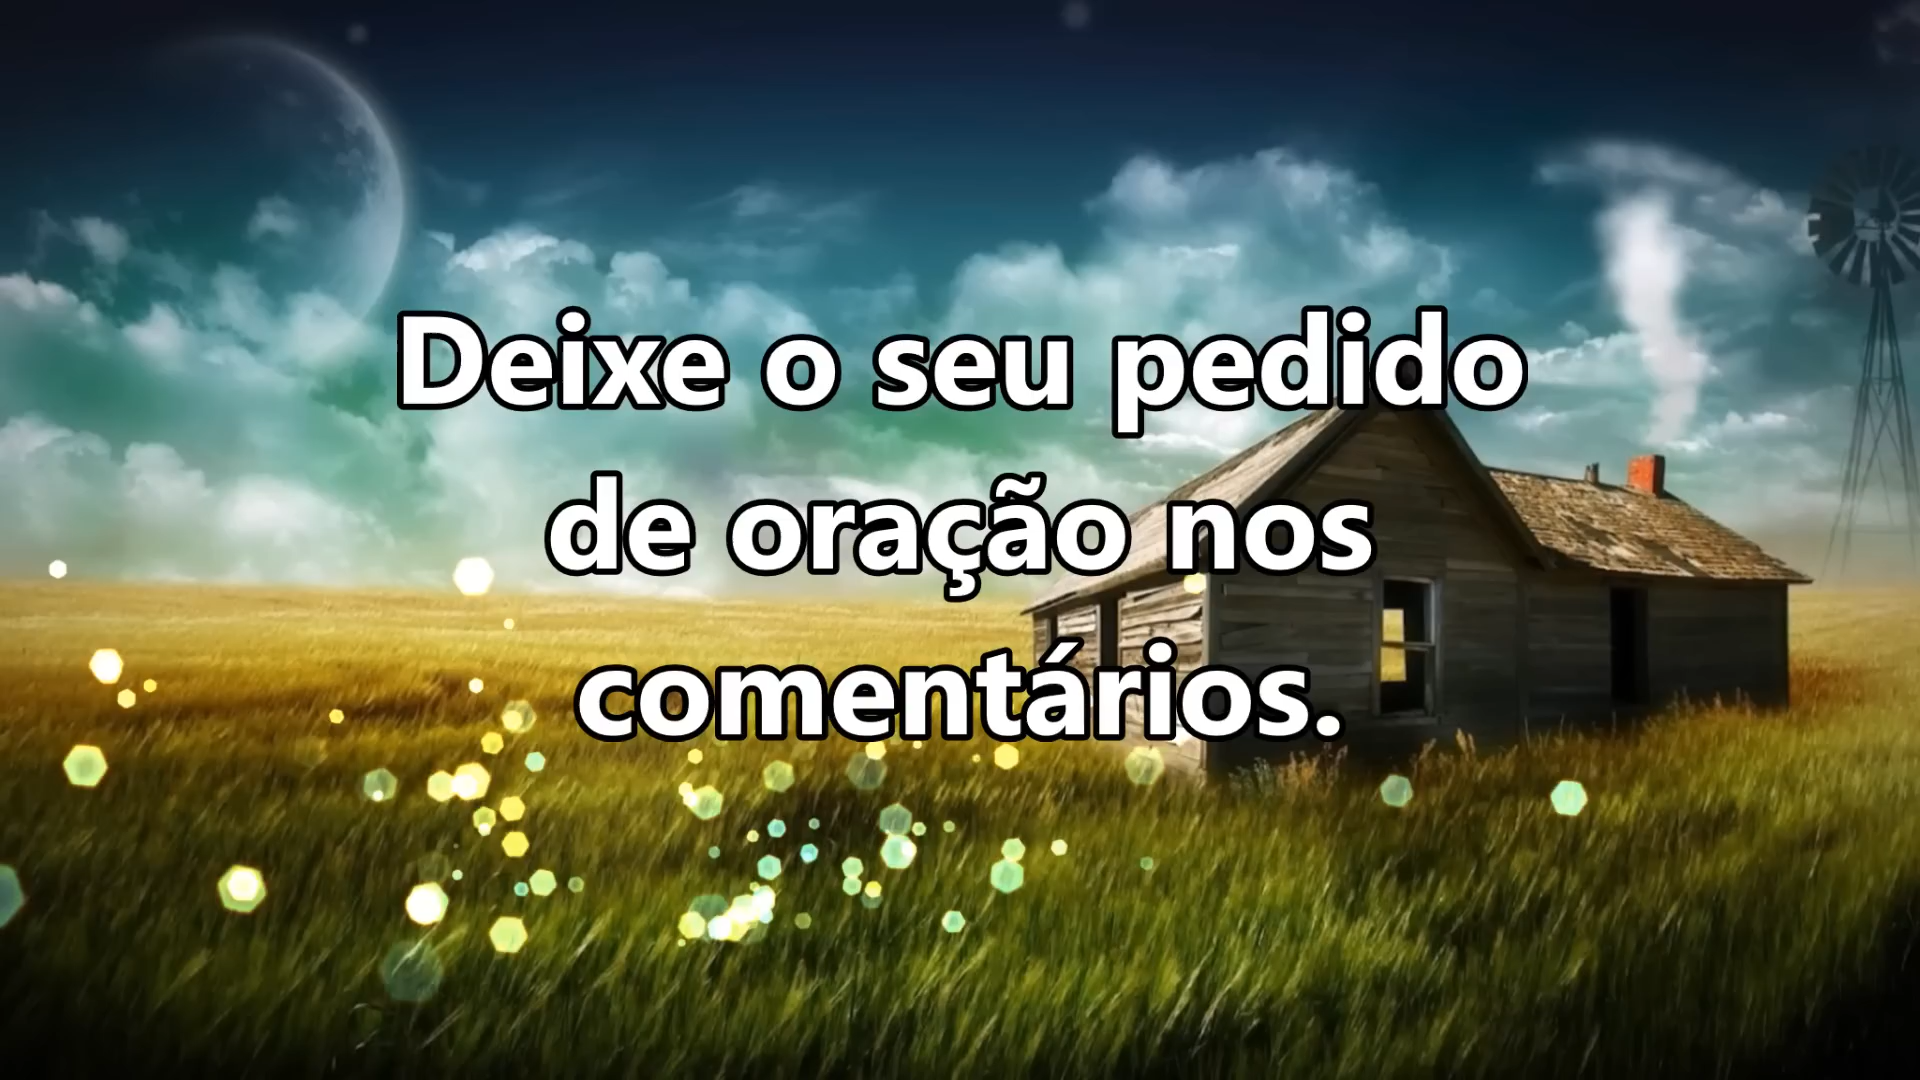 Deixe o seu pedido
de oração nos
comentários.